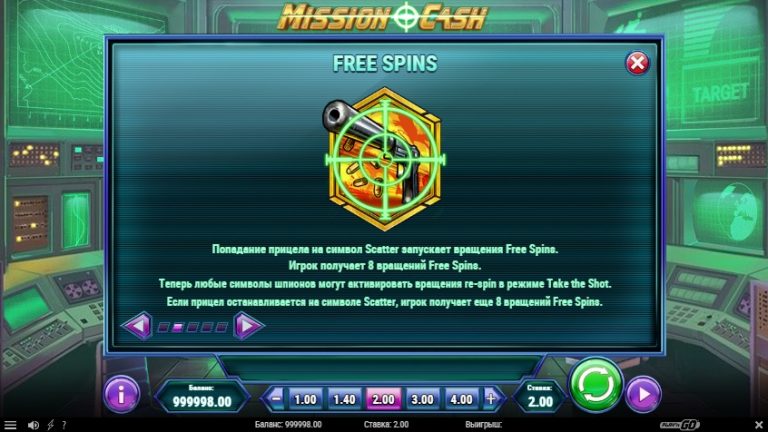 MISSION CASH
FREE SPINS
TARGET
Попадание прицела на символ Scatter запускает вращения Free Spins.
Игрок получает 8 вращений Free Spins.
Теперь любые символы шпионов могут активировать вращения re-spin в режиме Take the Shot.
Если прицел останавливается на символе Scatter, игрок получает еще 8 вращений Free Spins.
Баланс:
999998.00
1.00 1.40 2.00 3.00 4.00
Ставка:
2.00
Баланс: 999998.00 Ставка: 2.00 Выигрыш:
PLAY'N GO